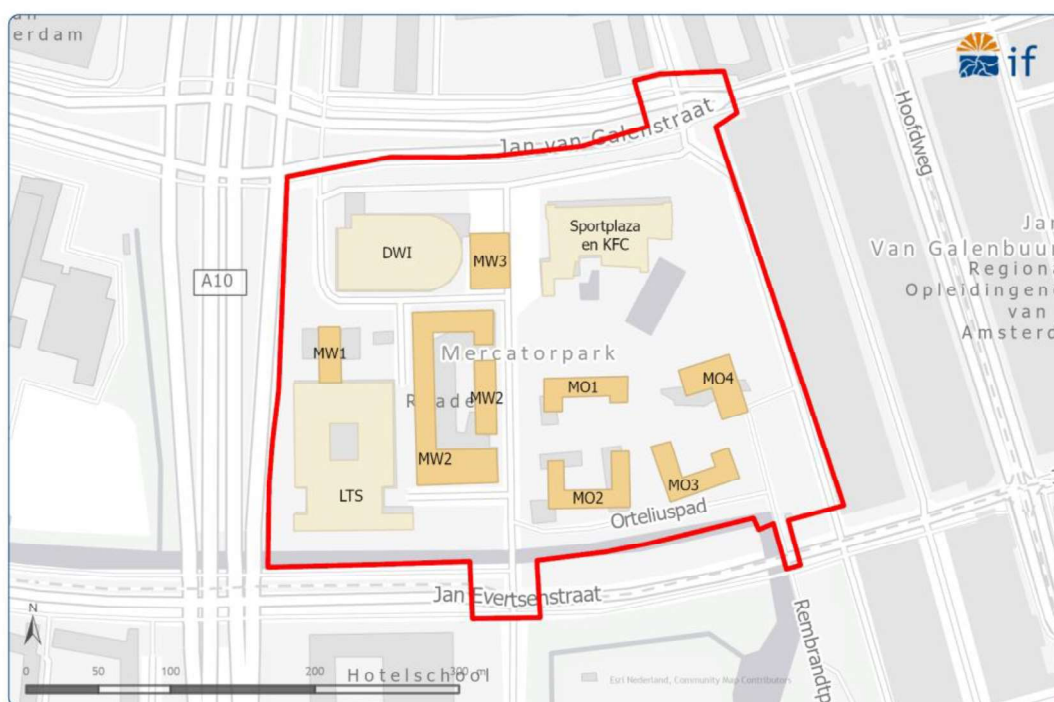 erdam
if
Jan van Galenstraat
Hoofdweg
Sportplaza
en KFC
DWI
MW3
A10
Jan
Van Galenbuur
Regiona
Opleidingen
van
Amsterd
MW1
Mercatorpark
MO1
MO4
MW2
MW2
LTS
MO2
MO3
Orteliuspad
Jan Evertsenstraat
Rembrandtp
N
0 50 100 200 300 m
Hotelschool
Esri Nederland, Community Map Contributors